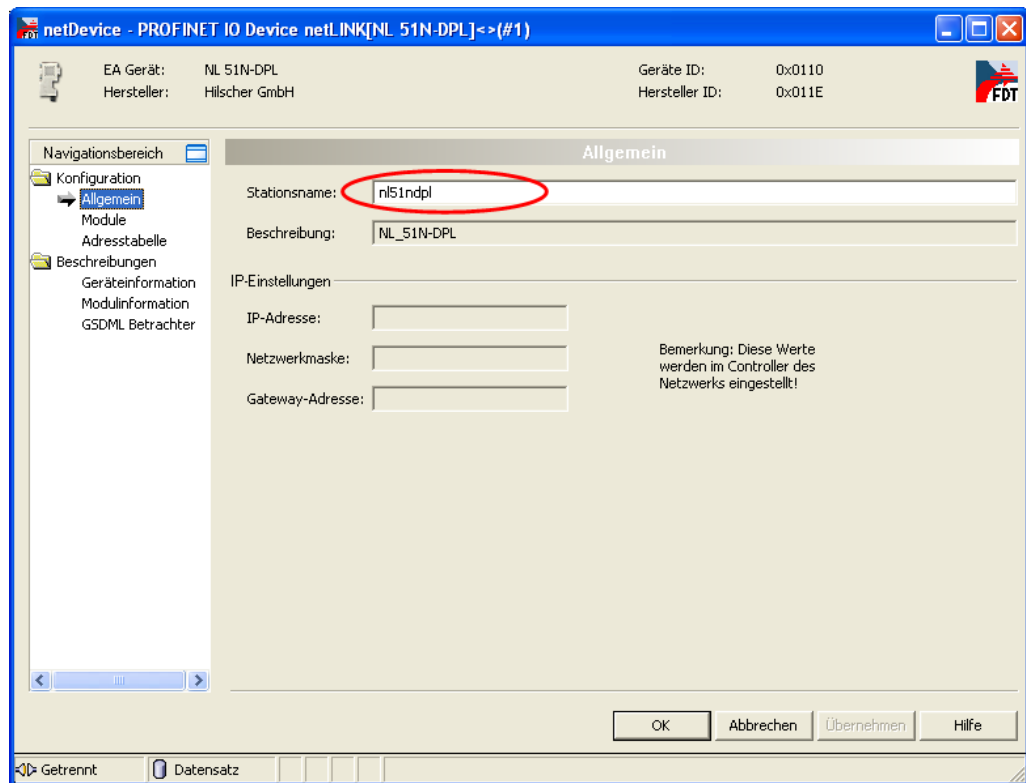 netDevice - PROFINET IO Device netLINK[NL 51N-DPL]<>(#1)
EA Gerät: NL 51N-DPL Geräte ID: 0x0110
Hersteller: Hilscher GmbH Hersteller ID: 0x011E
FDT
Navigationsbereich
Allgemein
Konfiguration
Allgemein
Module
Adresstabelle
Beschreibungen
Geräteinformation
Modulinformation
GSDML Betrachter
Stationsname: nl51ndpl
Beschreibung: NL_51N-DPL
IP-Einstellungen
IP-Adresse:
Netzwerkmaske:
Gateway-Adresse:
Bemerkung: Diese Werte
werden im Controller des
Netzwerks eingestellt!
OK Abbrechen Übernehmen Hilfe
Getrennt Datensatz